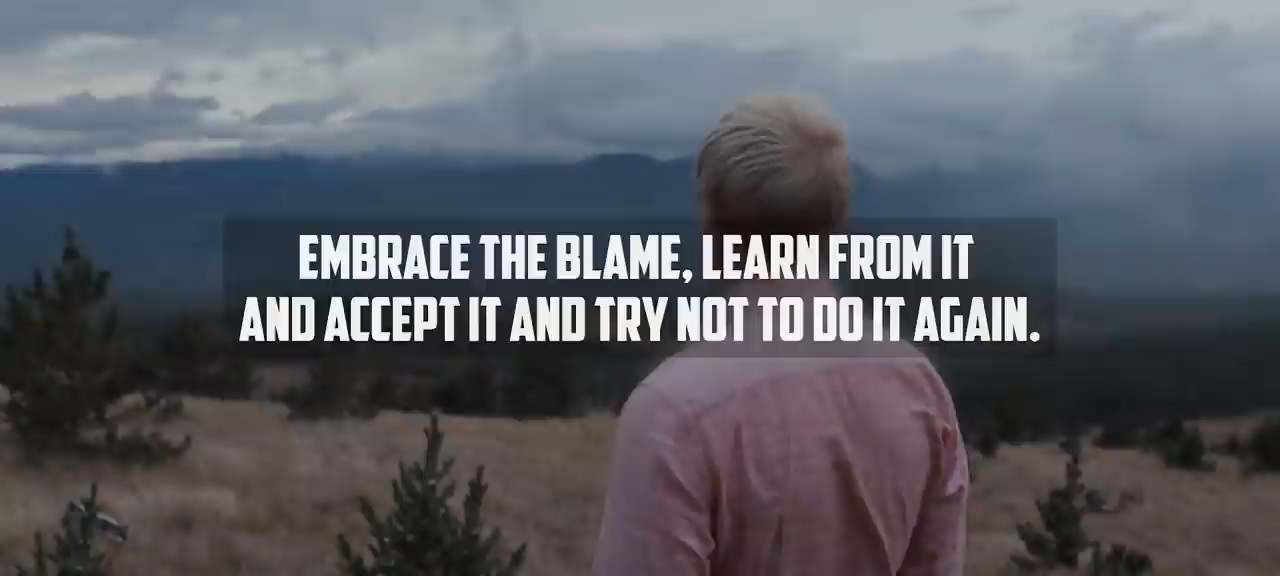 EMBRACE THE BLAME, LEARN FROM IT
AND ACCEPT IT AND TRY NOT TO DO IT AGAIN.